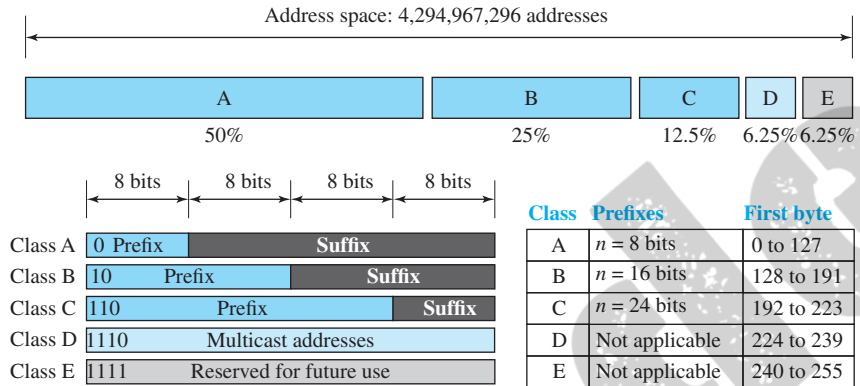 Address space: 4,294,967,296 addresses
A B C D E
50% 25% 12.5% 6.25% 6.25%
8 bits 8 bits 8 bits 8 bits
Class A 0 Prefix Suffix
Class B 10 Prefix Suffix
Class C 110 Prefix Suffix
Class D 1110 Multicast addresses
Class E 1111 Reserved for future use
Class Prefixes First byte
A n = 8 bits 0 to 127
B n = 16 bits 128 to 191
C n = 24 bits 192 to 223
D Not applicable 224 to 239
E Not applicable 240 to 255